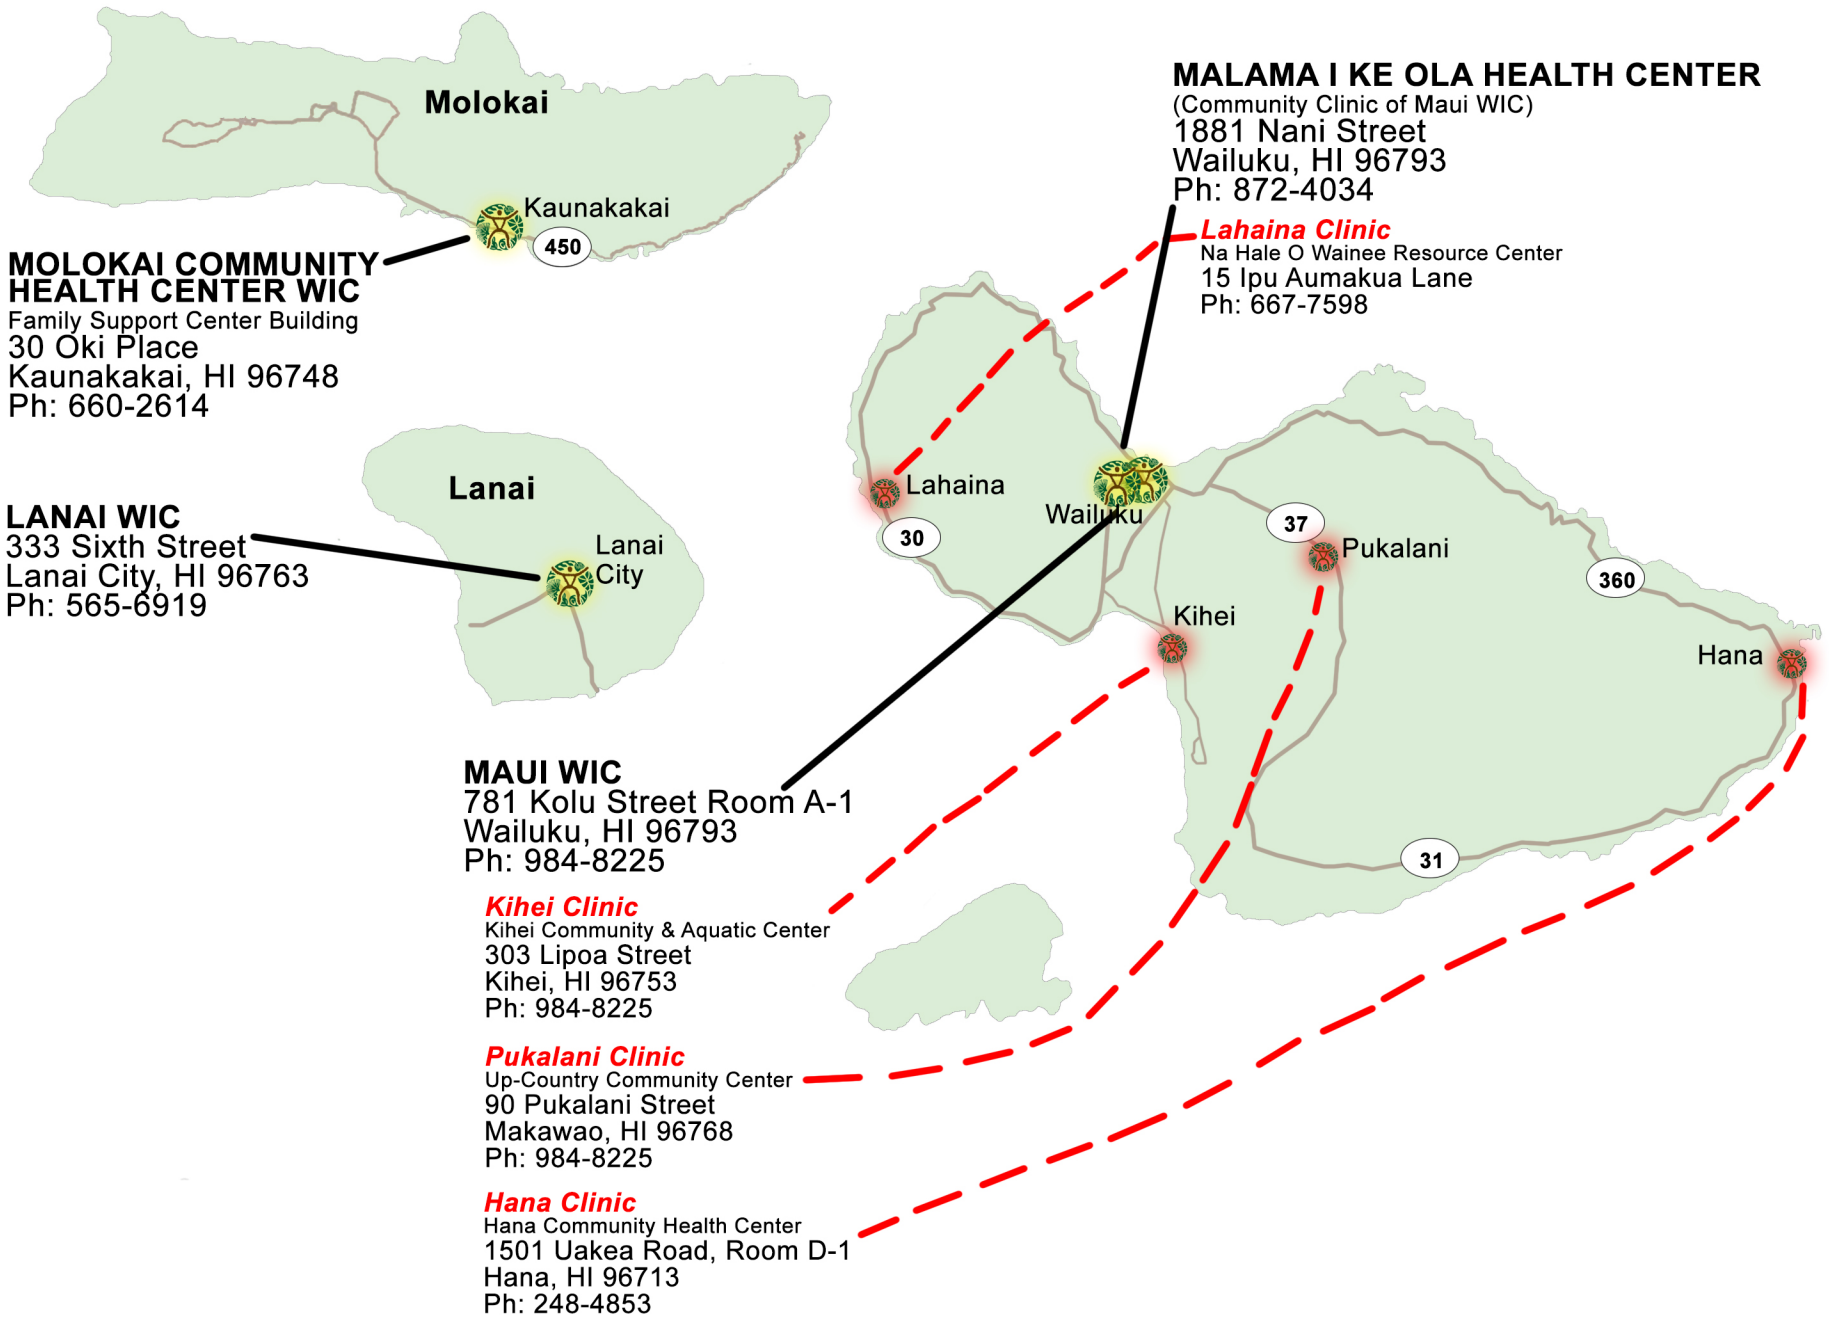 Molokai
Kaunakakai
450
MOLOKAI COMMUNITY
HEALTH CENTER WIC
Family Support Center Building
30 Oki Place
Kaunakakai, HI 96748
Ph: 660-2614
MALAMA I KE OLA HEALTH CENTER
(Community Clinic of Maui WIC)
1881 Nani Street
Wailuku, HI 96793
Ph: 872-4034
Lahaina Clinic
Na Hale O Wainee Resource Center
15 Ipu Aumakua Lane
Ph: 667-7598
Lanai
LANAI WIC
333 Sixth Street
Lanai City, HI 96763
Ph: 565-6919
Lanai
City
Lahaina
30
Wailuku
37
Pukalani
360
Kihei
Hana
31
MAUI WIC
781 Kolu Street Room A-1
Wailuku, HI 96793
Ph: 984-8225
Kihei Clinic
Kihei Community & Aquatic Center
303 Lipoa Street
Kihei, HI 96753
Ph: 984-8225
Pukalani Clinic
Up-Country Community Center
90 Pukalani Street
Makawao, HI 96768
Ph: 984-8225
Hana Clinic
Hana Community Health Center
1501 Uakea Road, Room D-1
Hana, HI 96713
Ph: 248-4853